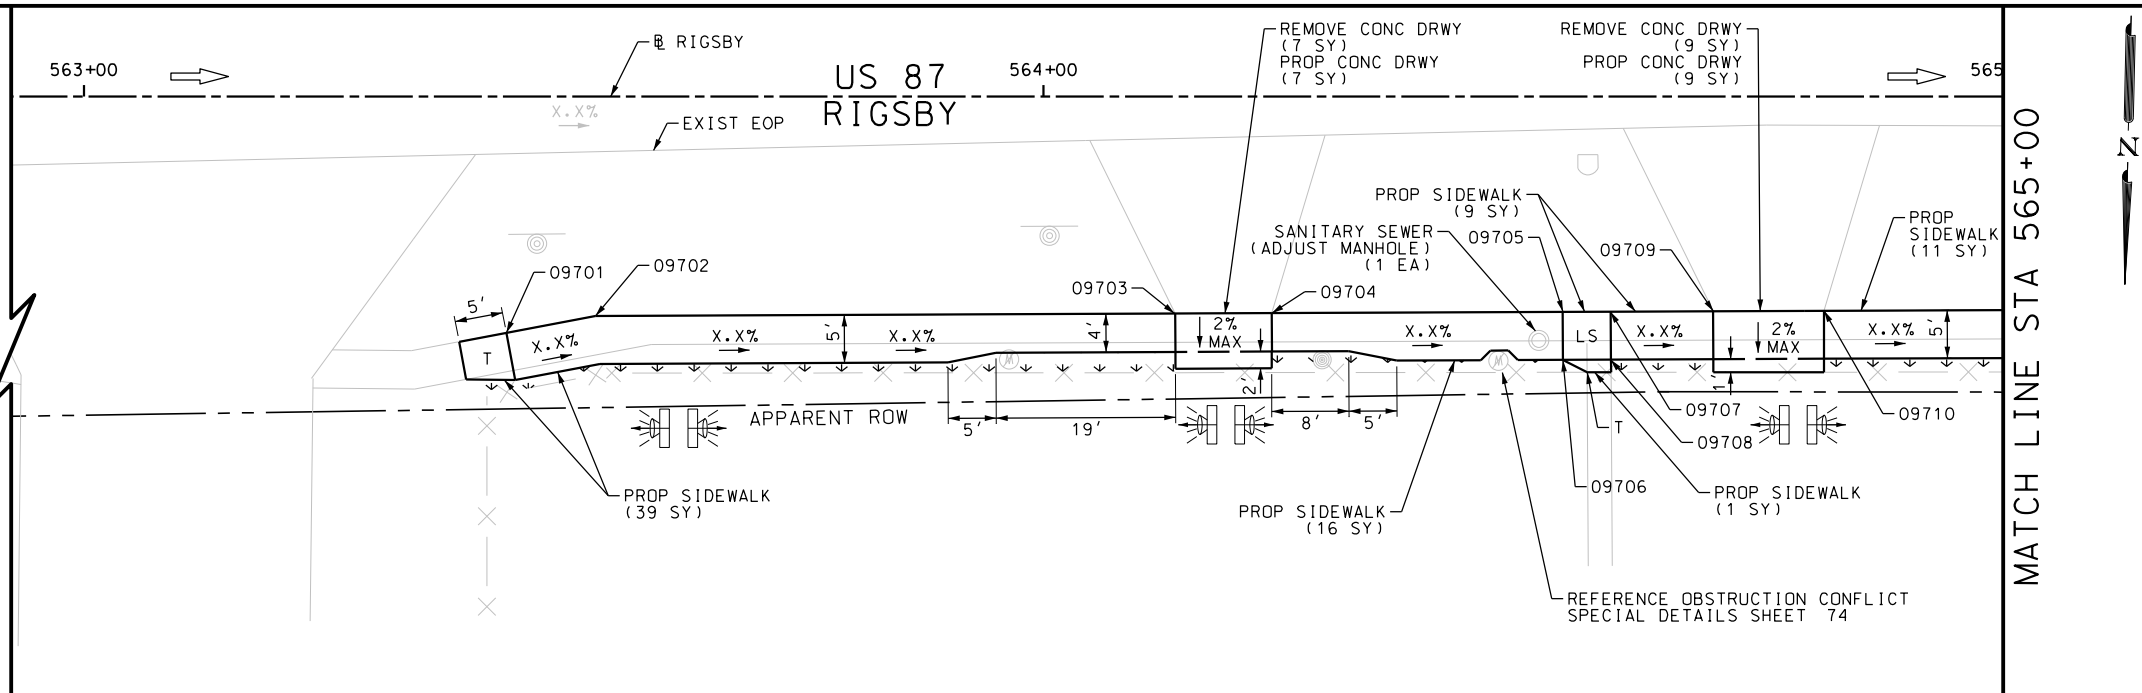 REMOVE CONC DRWY
(7 SY)
PROP CONC DRWY
(7 SY)
REMOVE CONC DRWY
(9 SY)
PROP CONC DRWY
(9 SY)
℄ RIGSBY
563+00
US 87
RIGSBY
564+00
565
X.X%
EXIST EOP
MATCH LINE STA 565+00
N
PROP SIDEWALK
(9 SY)
PROP
SIDEWALK
(11 SY)
SANITARY SEWER
(ADJUST MANHOLE)
(1 EA)
09705
09709
09701
09702
09703
09704
5'
T
X.X%
X.X%
5'
X.X%
4'
2%
MAX
X.X%
LS
X.X%
2%
MAX
X.X%
5'
2'
1'
APPARENT ROW
5'
19'
8'
5'
T
09707
09708
09710
09706
PROP SIDEWALK
(39 SY)
PROP SIDEWALK
(16 SY)
PROP SIDEWALK
(1 SY)
M
M
REFERENCE OBSTRUCTION CONFLICT
SPECIAL DETAILS SHEET 74